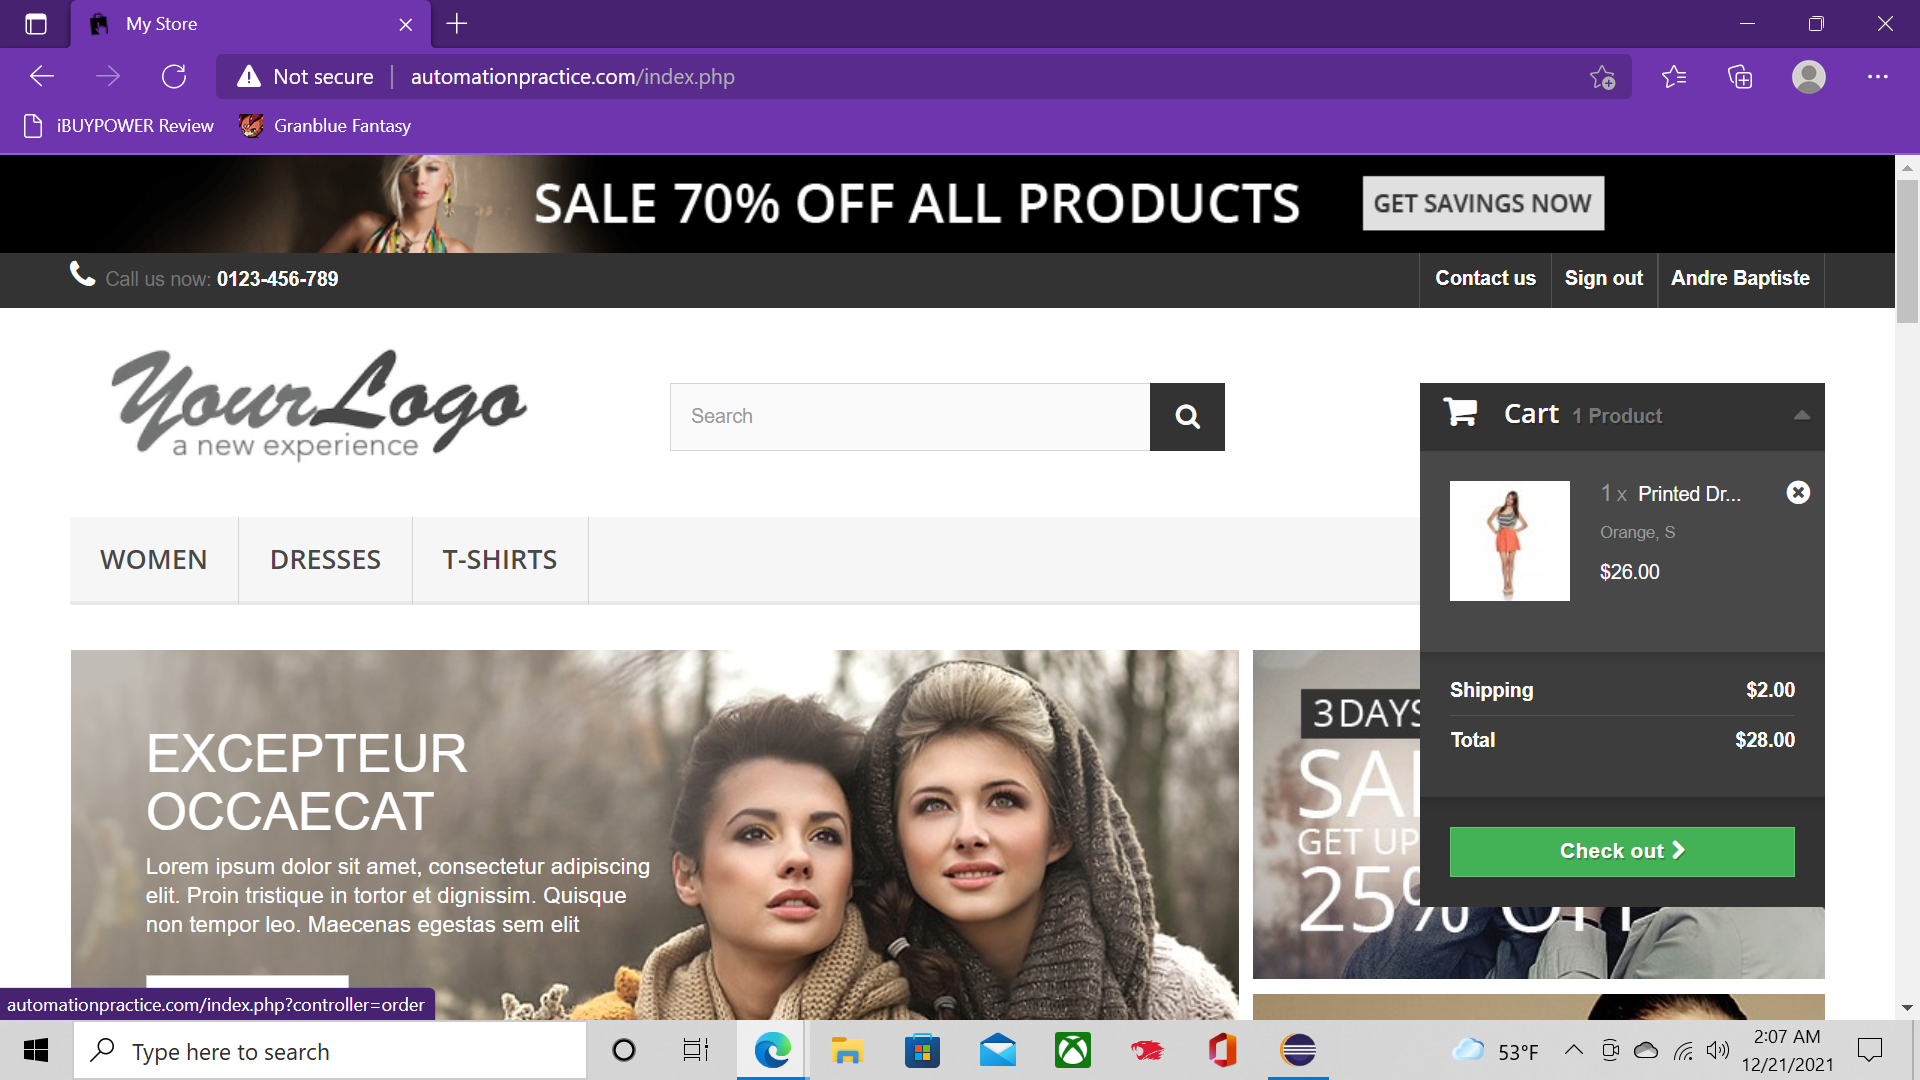 My Store
Not secure
automationpractice.com/index.php
iBUYPOWER Review
Granblue Fantasy
SALE 70% OFF ALL PRODUCTS
GET SAVINGS NOW
Call us now: 0123-456-789
Contact us
Sign out
Andre Baptiste
YourLogo
a new experience
Search
Cart 1 Product
1 x Printed Dr...
Orange, S
$26.00
WOMEN
DRESSES
T-SHIRTS
Shipping $2.00
Total $28.00
Check out
EXCEPTEUR
OCCAECAT
Lorem ipsum dolor sit amet, consectetur adipiscing
elit. Proin tristique in tortor et dignissim. Quisque
non tempor leo. Maecenas egestas sem elit
3 DAYS
GET UP
25%
automationpractice.com/index.php?controller=order
Type here to search
53°F
2:07 AM
12/21/2021